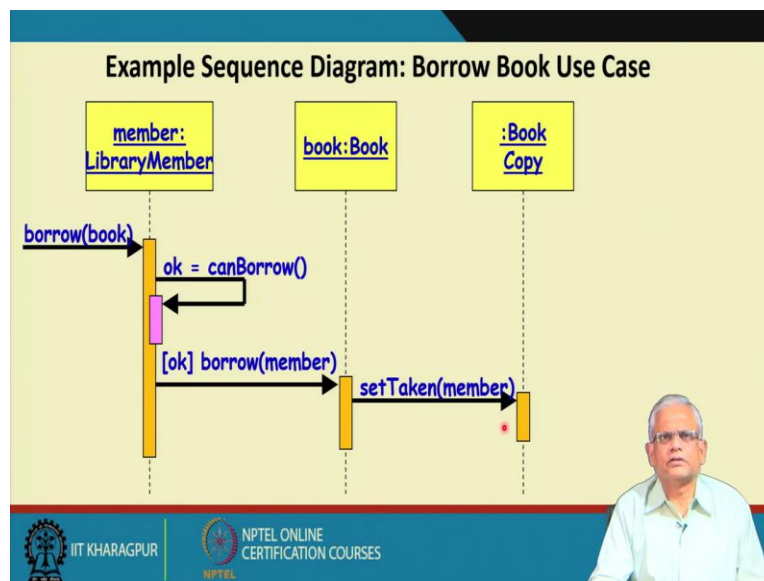 Example Sequence Diagram: Borrow Book Use Case
member:
LibraryMember
book:Book
:Book
Copy
borrow(book)
ok = canBorrow()
[ok] borrow(member)
setTaken(member)
IIT KHARAGPUR
NPTEL
NPTEL ONLINE
CERTIFICATION COURSES